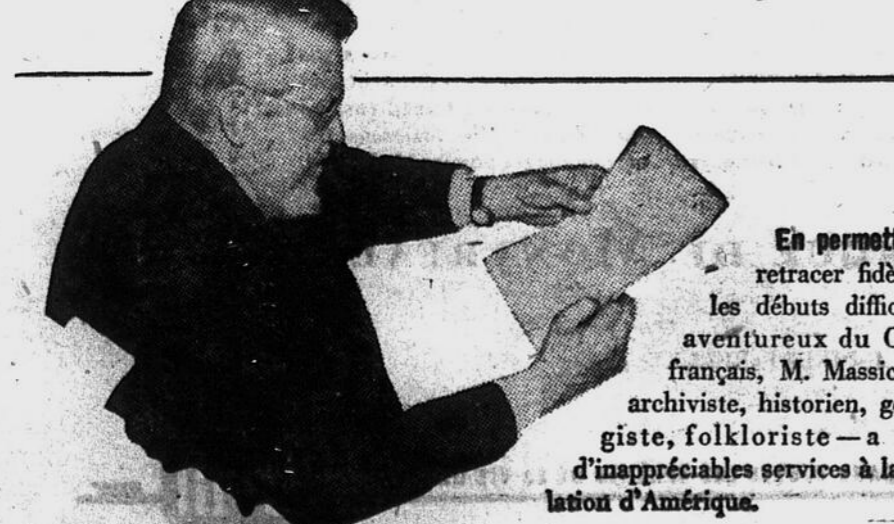 En permett
retracer fidè
les débuts diffic
aventureux du C
français, M. Massic
archiviste, historien, g
giste, folkloriste — a
d'inappréciables services à la
lation d'Amérique.